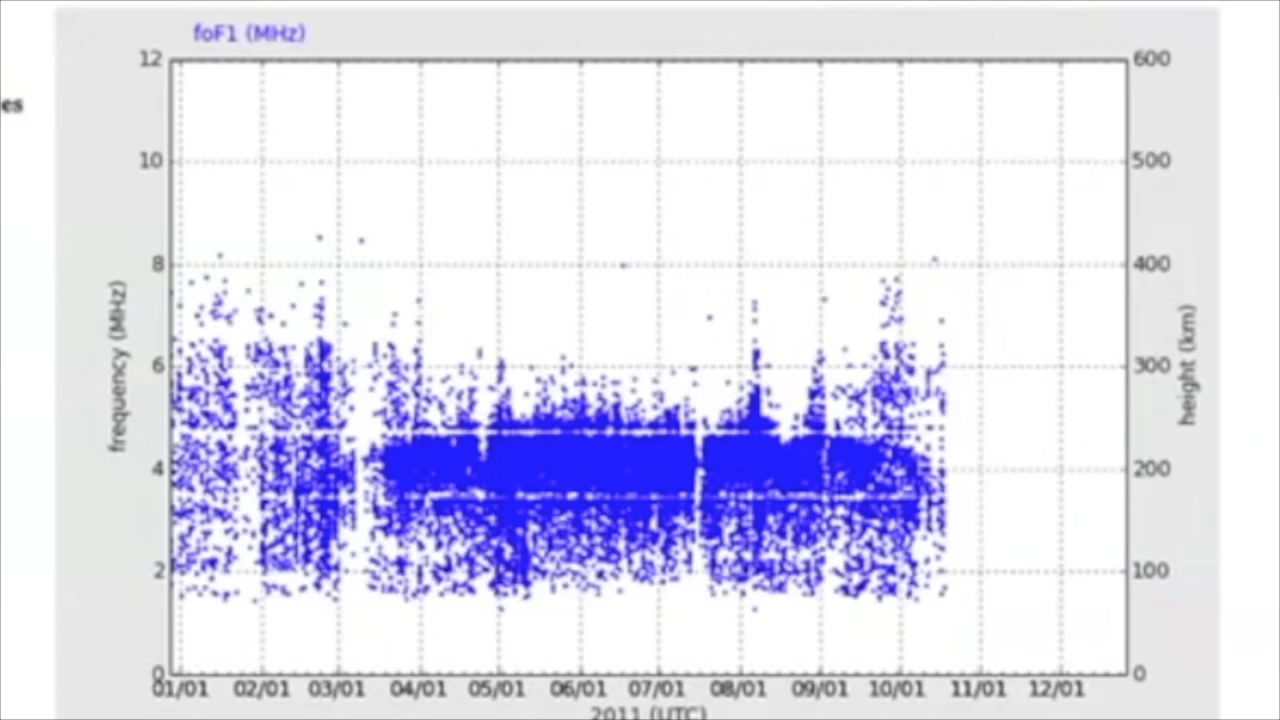 foF1 (MHz)
es
12
10
8
6
4
2
0
frequency (MHz)
600
500
400
300
200
100
0
height (km)
01/01 02/01 03/01 04/01 05/01 06/01 07/01 08/01 09/01 10/01 11/01 12/01
2011 (UTC)